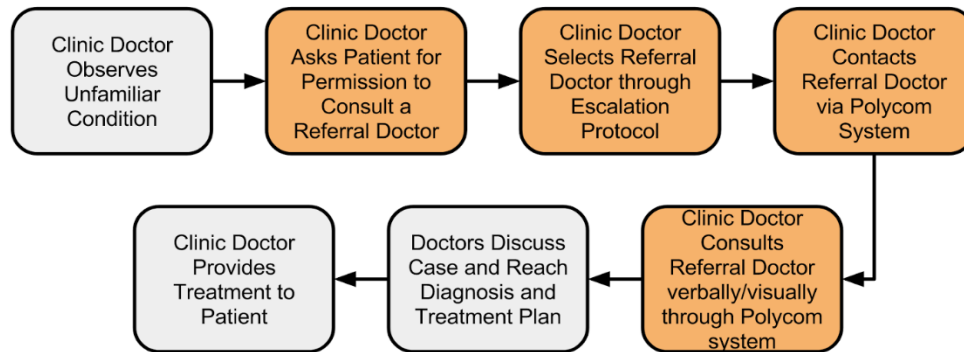 Clinic Doctor
Observes
Unfamiliar
Condition
Clinic Doctor
Asks Patient for
Permission to
Consult a
Referral Doctor
Clinic Doctor
Selects Referral
Doctor through
Escalation
Protocol
Clinic Doctor
Contacts
Referral Doctor
via Polycom
System
Clinic Doctor
Consults
Referral Doctor
verbally/visually
through Polycom
system
Doctors Discuss
Case and Reach
Diagnosis and
Treatment Plan
Clinic Doctor
Provides
Treatment to
Patient